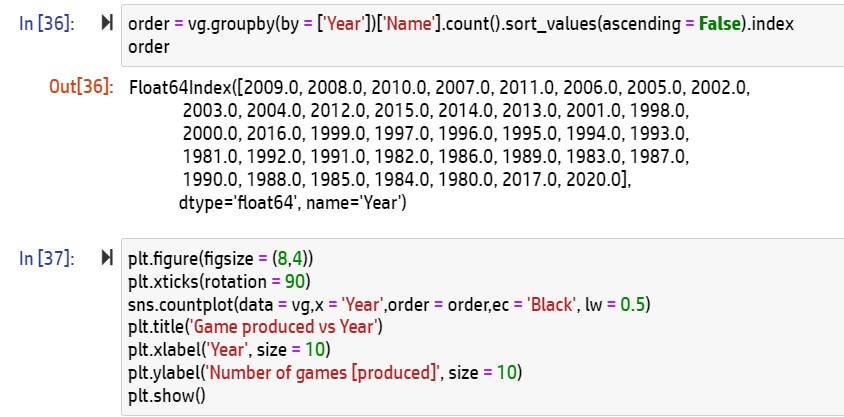 In [36]: order = vg.groupby(by = ['Year'])['Name'].count().sort_values(ascending = False).index
order
Out[36]: Float64Index([2009.0, 2008.0, 2010.0, 2007.0, 2011.0, 2006.0, 2005.0, 2002.0,
2003.0, 2004.0, 2012.0, 2015.0, 2014.0, 2013.0, 2001.0, 1998.0,
2000.0, 2016.0, 1999.0, 1997.0, 1996.0, 1995.0, 1994.0, 1993.0,
1981.0, 1992.0, 1991.0, 1982.0, 1986.0, 1989.0, 1983.0, 1987.0,
1990.0, 1988.0, 1985.0, 1984.0, 1980.0, 2017.0, 2020.0],
dtype='float64', name='Year')
In [37]: plt.figure(figsize = (8,4))
plt.xticks(rotation = 90)
sns.countplot(data = vg,x = 'Year',order = order,ec = 'Black', lw = 0.5)
plt.title('Game produced vs Year')
plt.xlabel('Year', size = 10)
plt.ylabel('Number of games [produced]', size = 10)
plt.show()